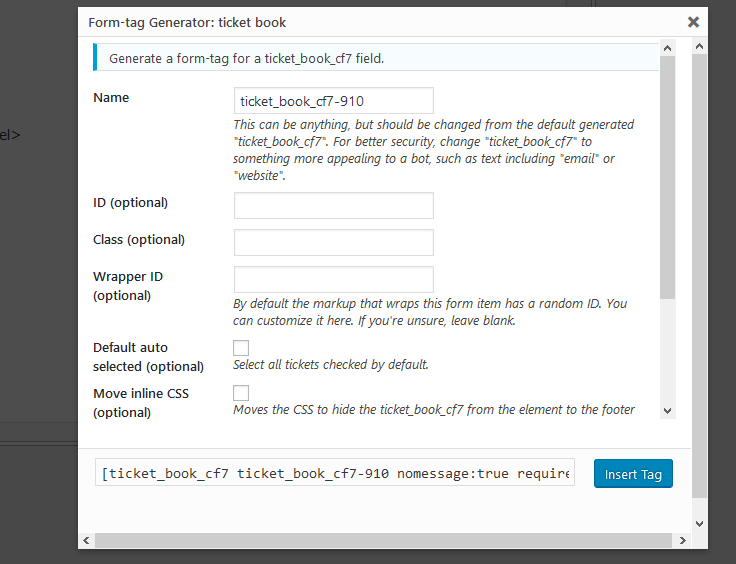 Form-tag Generator: ticket book
Generate a form-tag for a ticket_book_cf7 field.
el>
Name
ticket_book_cf7-910
This can be anything, but should be changed from the default generated
"ticket_book_cf7". For better security, change "ticket_book_cf7" to
something more appealing to a bot, such as text including "email" or
"website".
ID (optional)
Class (optional)
Wrapper ID
(optional)
By default the markup that wraps this form item has a random ID. You
can customize it here. If you're unsure, leave blank.
Default auto
selected (optional)
Select all tickets checked by default.
Move inline CSS
(optional)
Moves the CSS to hide the ticket_book_cf7 from the element to the footer
[ticket_book_cf7 ticket_book_cf7-910 nomessage:true require
Insert Tag